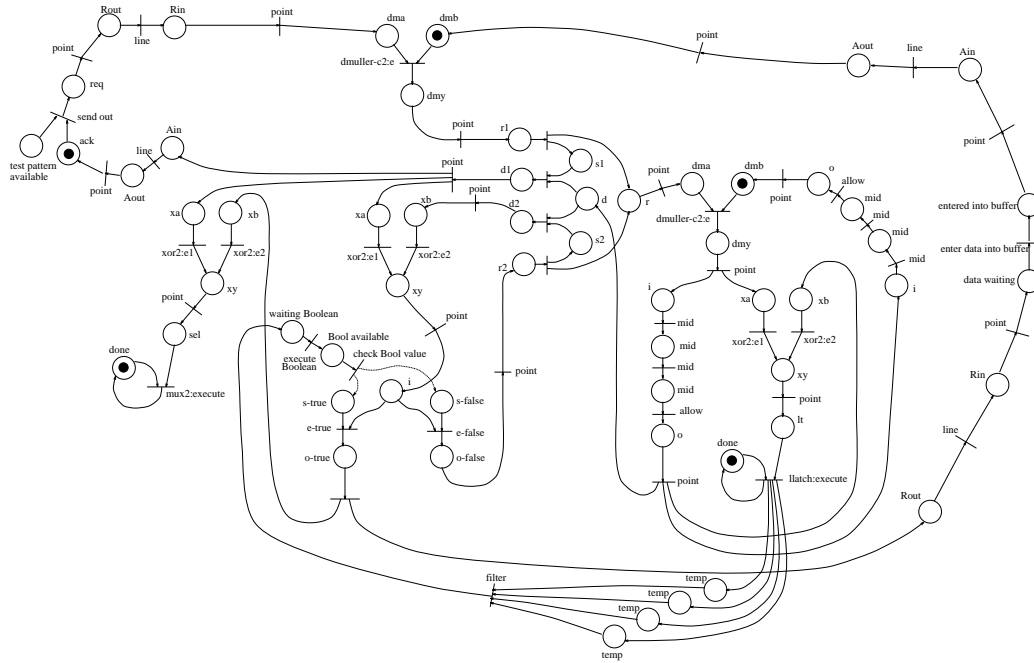 Rout
Rin
line
point
dma
dmb
point
Aout
line
Ain
point
req
send out
ack
test pattern
available
point
Aout
line
Ain
dmuller-c2:e
dmy
point
r1
s1
point
d1
d
d2
s2
r2
r
point
dma
dmb
point
o
allow
mid
mid
mid
mid
i
dmuller-c2:e
dmy
point
point
entered into buffer
enter data into buffer
data waiting
point
xa
xb
xor2:e1
xor2:e2
xy
point
sel
done
mux2:execute
xa
xb
point
xor2:e1
xor2:e2
xy
point
waiting Boolean
Bool available
execute
Boolean
check Bool value
s-true
i
s-false
e-true
e-false
o-true
o-false
point
i
mid
mid
mid
mid
allow
o
point
xa
xb
xor2:e1
xor2:e2
xy
point
lt
done
llatch:execute
Rin
line
Rout
filter
temp
temp
temp
temp